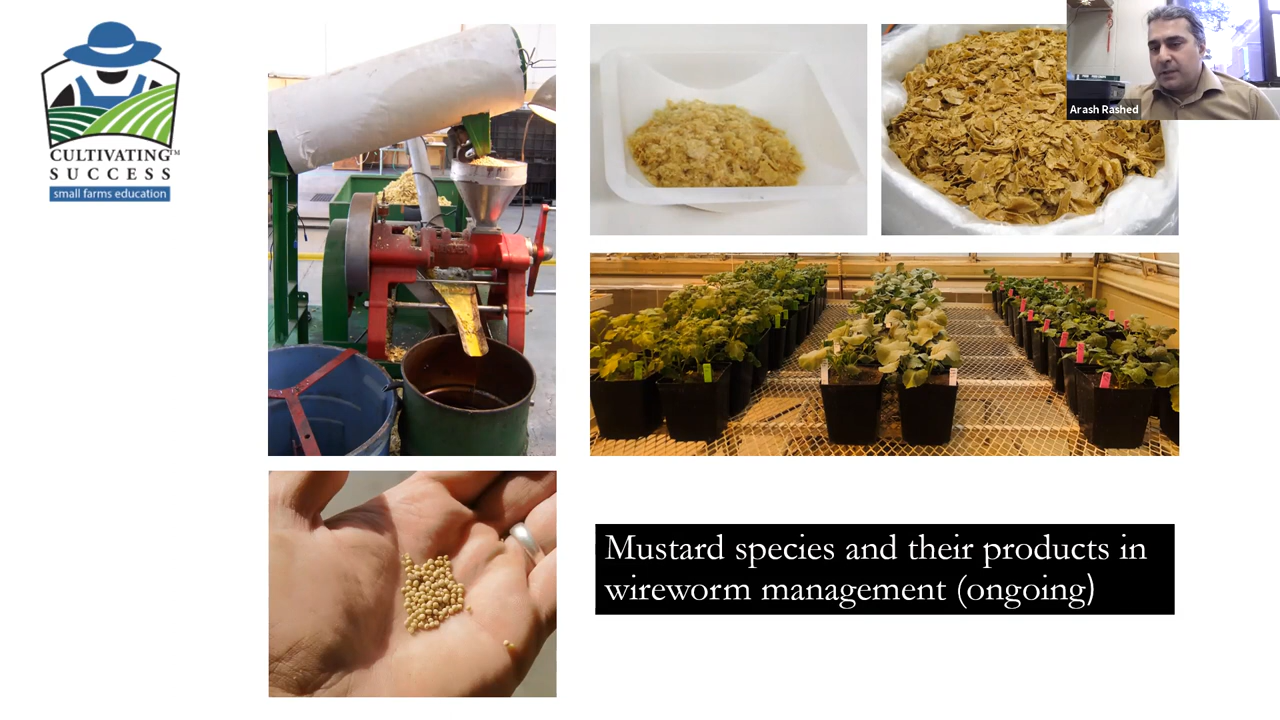 CULTIVATING™
SUCCESS
small farms education
Arash Rashed
Mustard species and their products in
wireworm management (ongoing)